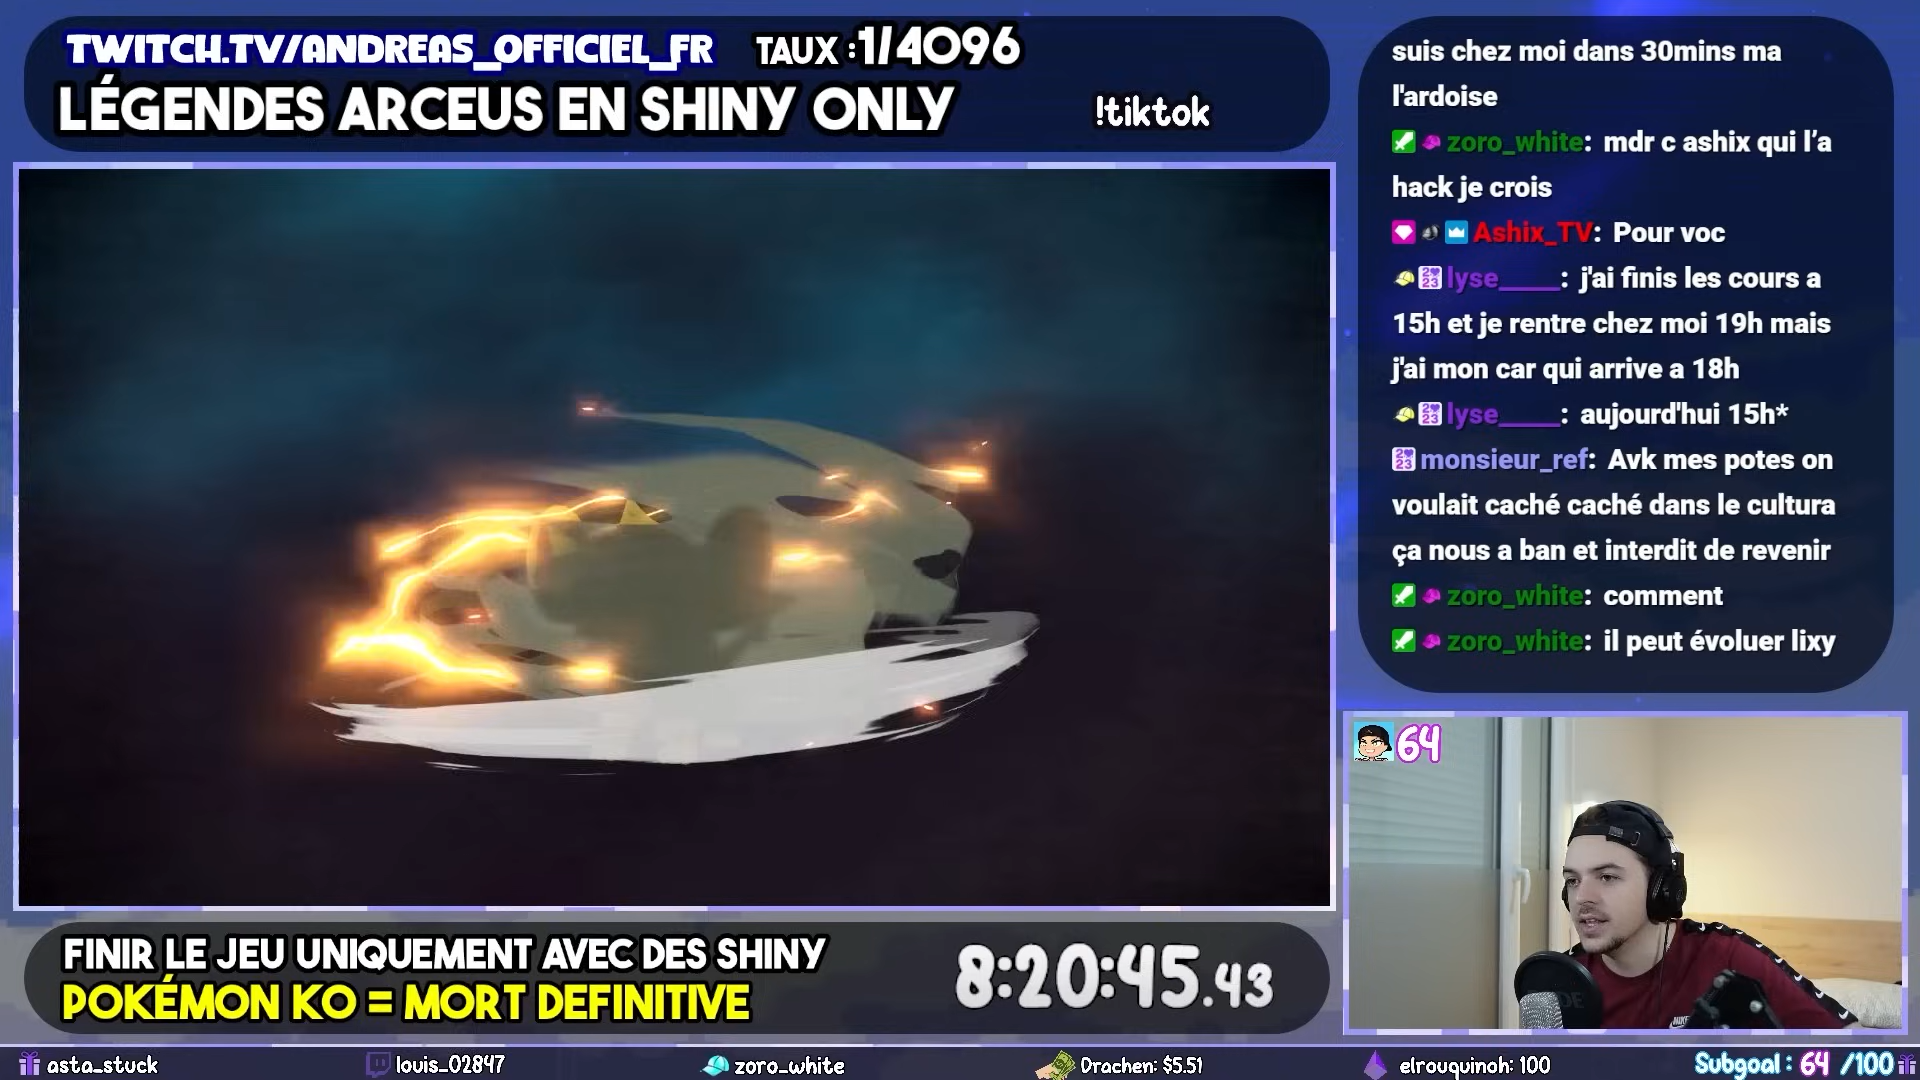 TWITCH.TV/ANDREAS_OFFICIEL_FR TAUX :1/4096
LÉGENDES ARCEUS EN SHINY ONLY !tiktok
suis chez moi dans 30mins ma
l'ardoise
zoro_white: mdr c ashix qui l’a
hack je crois
Ashix_TV: Pour voc
lyse_____: j'ai finis les cours a
15h et je rentre chez moi 19h mais
j'ai mon car qui arrive a 18h
lyse_____: aujourd'hui 15h*
monsieur_ref: Avk mes potes on
voulait caché caché dans le cultura
ça nous a ban et interdit de revenir
zoro_white: comment
zoro_white: il peut évoluer lixy
64
FINIR LE JEU UNIQUEMENT AVEC DES SHINY
POKÉMON KO = MORT DEFINITIVE
8:20:45.43
asta_stuck louis_02847 zoro_white Drachen: $5.51 elrouquinoh: 100 Subgoal : 64 /100